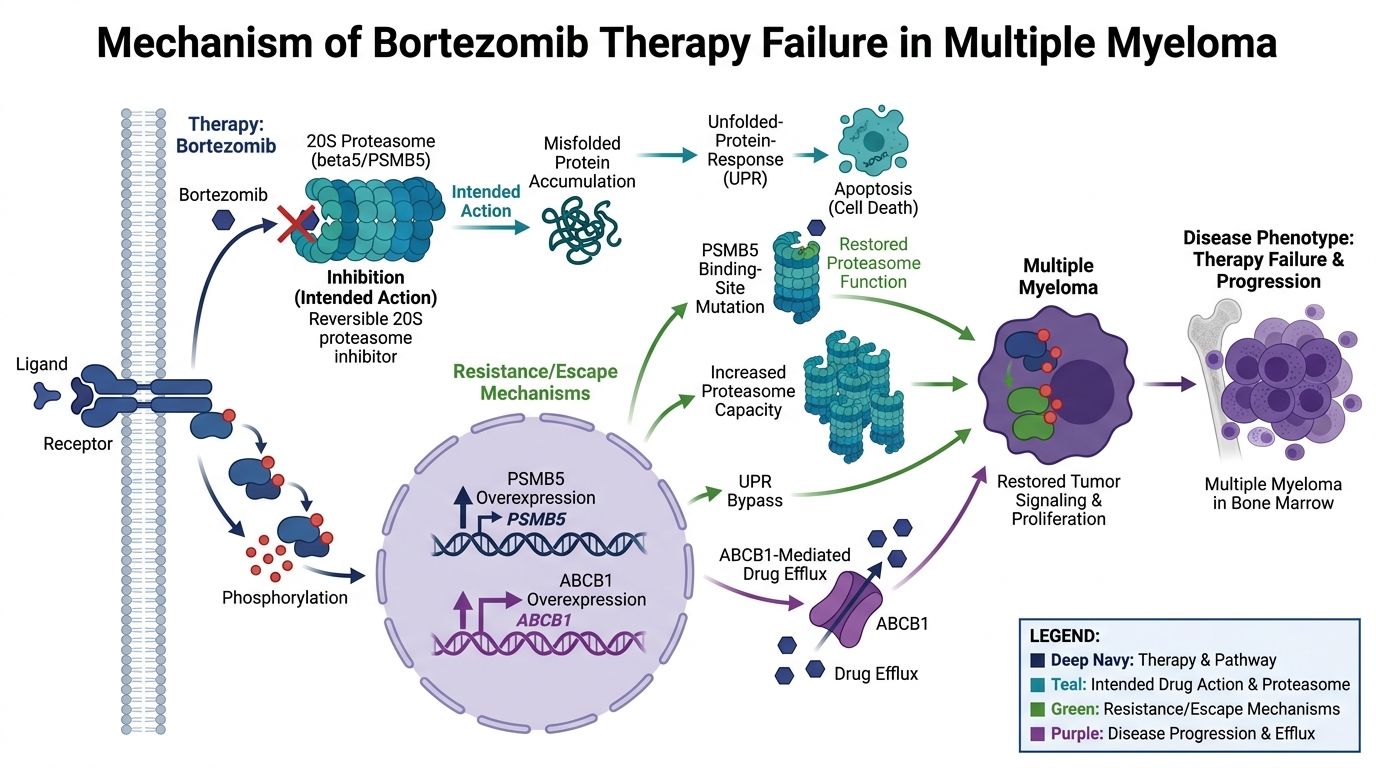 Mechanism of Bortezomib Therapy Failure in Multiple Myeloma
Therapy:
Bortezomib
Bortezomib
20S Proteasome
(beta5/PSMB5)
Inhibition
(Intended Action)
Reversible 20S
proteasome
inhibitor
Intended
Action
Misfolded
Protein
Accumulation
Unfolded-
Protein-
Response
(UPR)
Apoptosis
(Cell Death)
Ligand
Receptor
Phosphorylation
Resistance/Escape
Mechanisms
PSMB5
Overexpression
PSMB5
ABCB1
Overexpression
ABCB1
PSMB5
Binding-
Site
Mutation
Restored
Proteasome
Function
Increased
Proteasome
Capacity
UPR
Bypass
ABCB1-Mediated
Drug Efflux
ABCB1
Drug Efflux
Multiple
Myeloma
Restored Tumor
Signaling &
Proliferation
Disease Phenotype:
Therapy Failure &
Progression
Multiple Myeloma
in Bone Marrow
LEGEND:
Deep Navy: Therapy & Pathway
Teal: Intended Drug Action & Proteasome
Green: Resistance/Escape Mechanisms
Purple: Disease Progression & Efflux